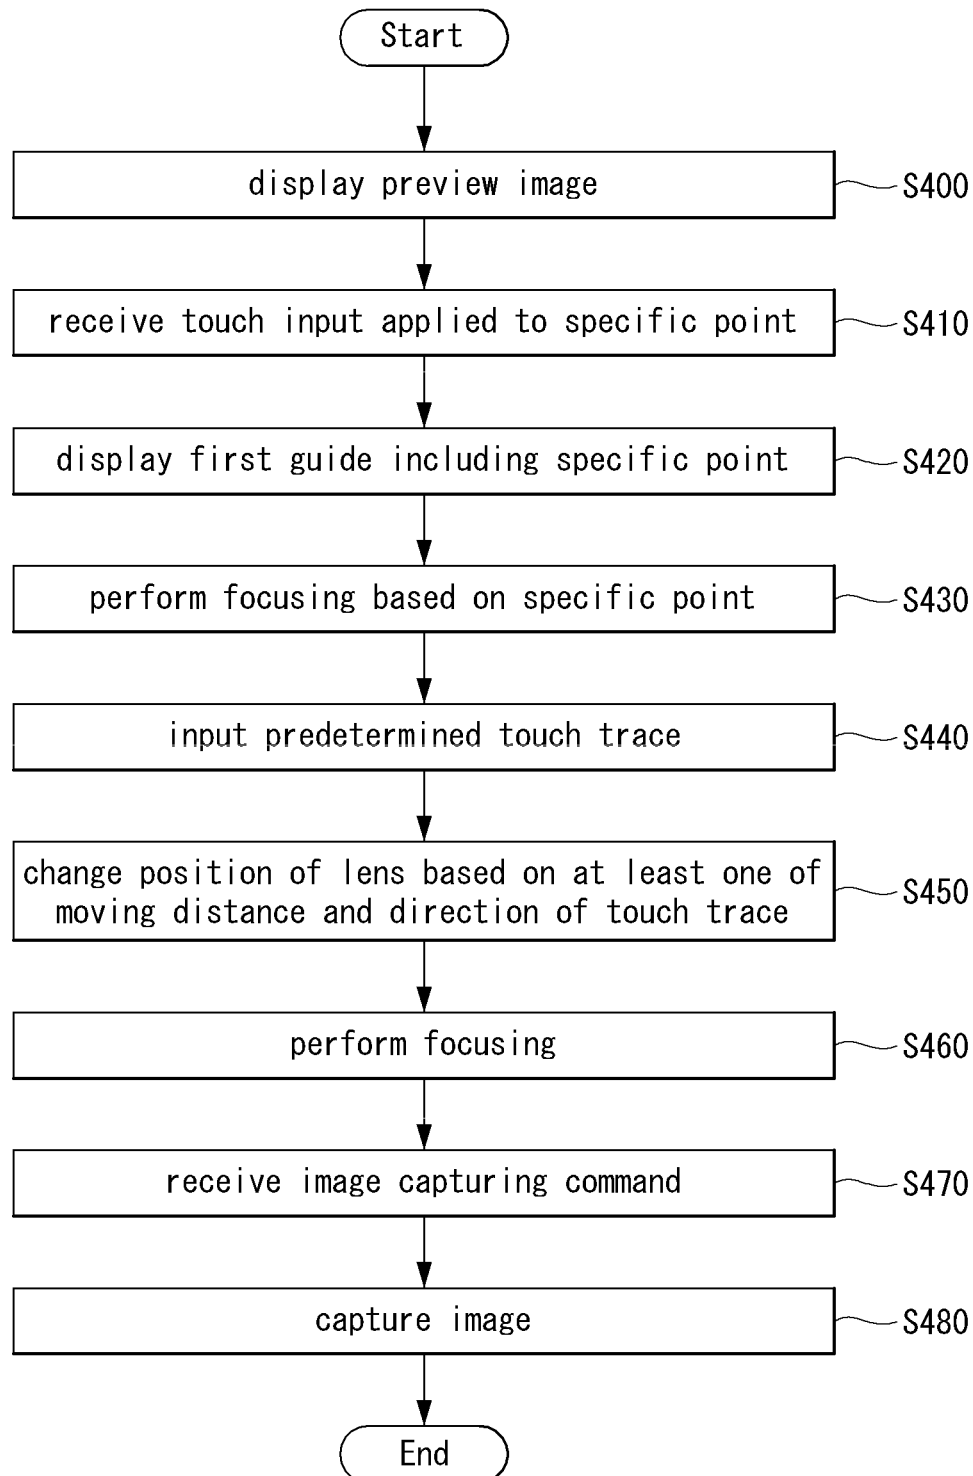 Start
display preview image
S400
receive touch input applied to specific point
S410
display first guide including specific point
S420
perform focusing based on specific point
S430
input predetermined touch trace
S440
change position of lens based on at least one of
moving distance and direction of touch trace
S450
perform focusing
S460
receive image capturing command
S470
capture image
S480
End